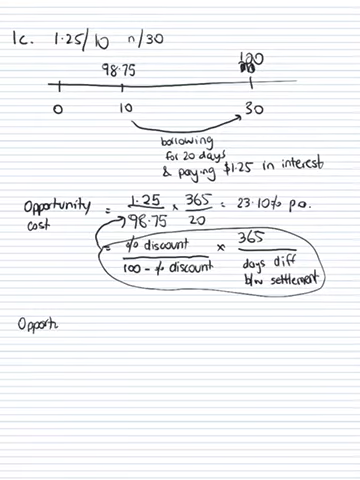 1c. 1.25/10 n/30
98.75 100
0 10 30
borrowing
for 20 days
& paying $1.25 in interest
Opportunity cost = 1.25/98.75 × 365/20 = 23.10% p.a.
= % discount/100 - % discount × 365/days diff b/w settlement
Opportu